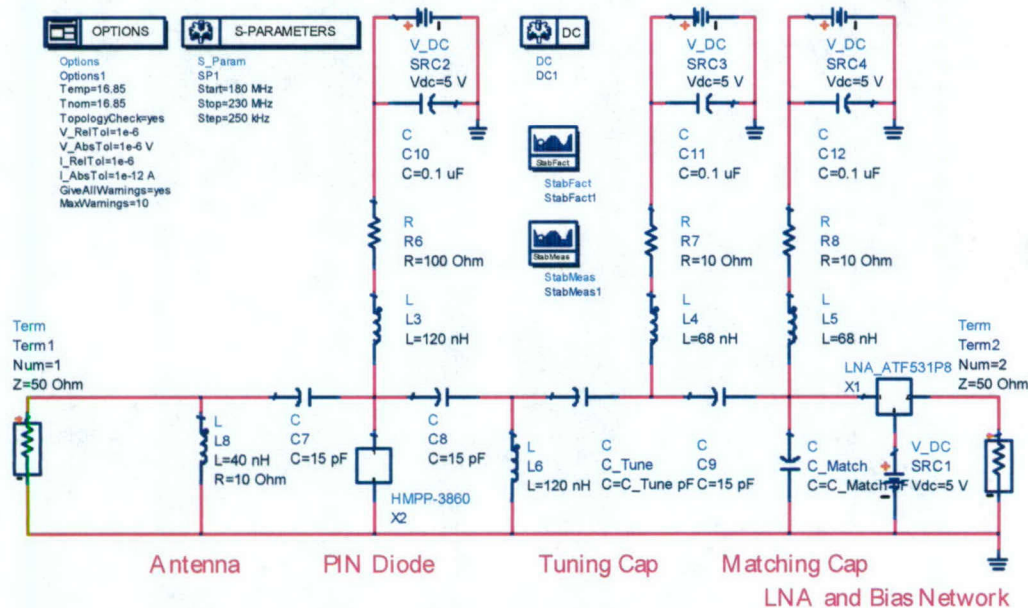 OPTIONS
Options
Options1
Temp=16.85
Tnom=16.85
TopologyCheck=yes
V_RelTol=1e-6
V_AbsTol=1e-6 V
I_RelTol=1e-6
I_AbsTol=1e-12 A
GiveAllWarnings=yes
MaxWarnings=10
S-PARAMETERS
S_Param
SP1
Start=180 MHz
Stop=230 MHz
Step=250 kHz
V_DC
SRC2
Vdc=5 V
C
C10
C=0.1 uF
R
R6
R=100 Ohm
L
L3
L=120 nH
DC
DC
DC1
StabFact
StabFact
StabFact1
StabMeas
StabMeas
StabMeas1
V_DC
SRC3
Vdc=5 V
C
C11
C=0.1 uF
R
R7
R=10 Ohm
L
L4
L=68 nH
V_DC
SRC4
Vdc=5 V
C
C12
C=0.1 uF
R
R8
R=10 Ohm
L
L5
L=68 nH
Term
Term1
Num=1
Z=50 Ohm
L
L8
L=40 nH
R=10 Ohm
C
C7
C=15 pF
HMPP-3860
X2
C
C8
C=15 pF
L
L6
L=120 nH
C
C_Tune
C=C_Tune pF
C
C9
C=15 pF
C
C_Match
C=C_Match pF
LNA_ATF531P8
X1
V_DC
SRC1
Vdc=5 V
Term
Term2
Num=2
Z=50 Ohm
Antenna
PIN Diode
Tuning Cap
Matching Cap
LNA and Bias Network